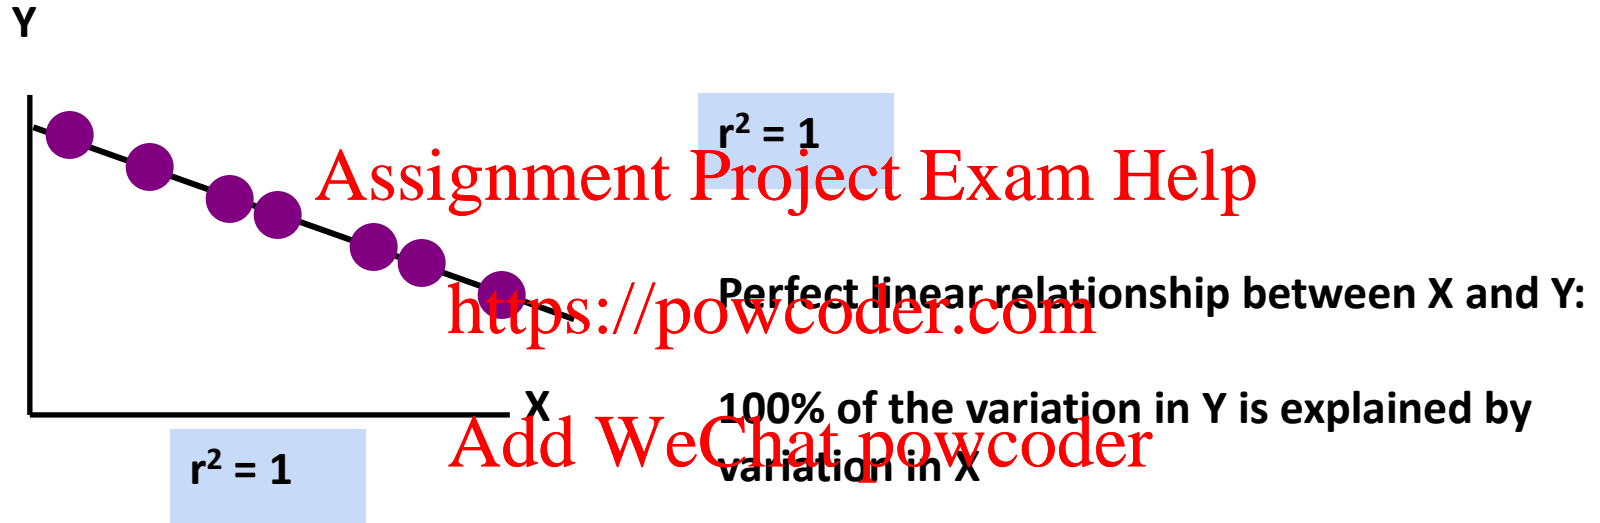 Y
r² = 1
Assignment Project Exam Help
Perfect linear relationship between X and Y:
https://powcoder.com
X
100% of the variation in Y is explained by
variation in X
Add WeChat powcoder
r² = 1